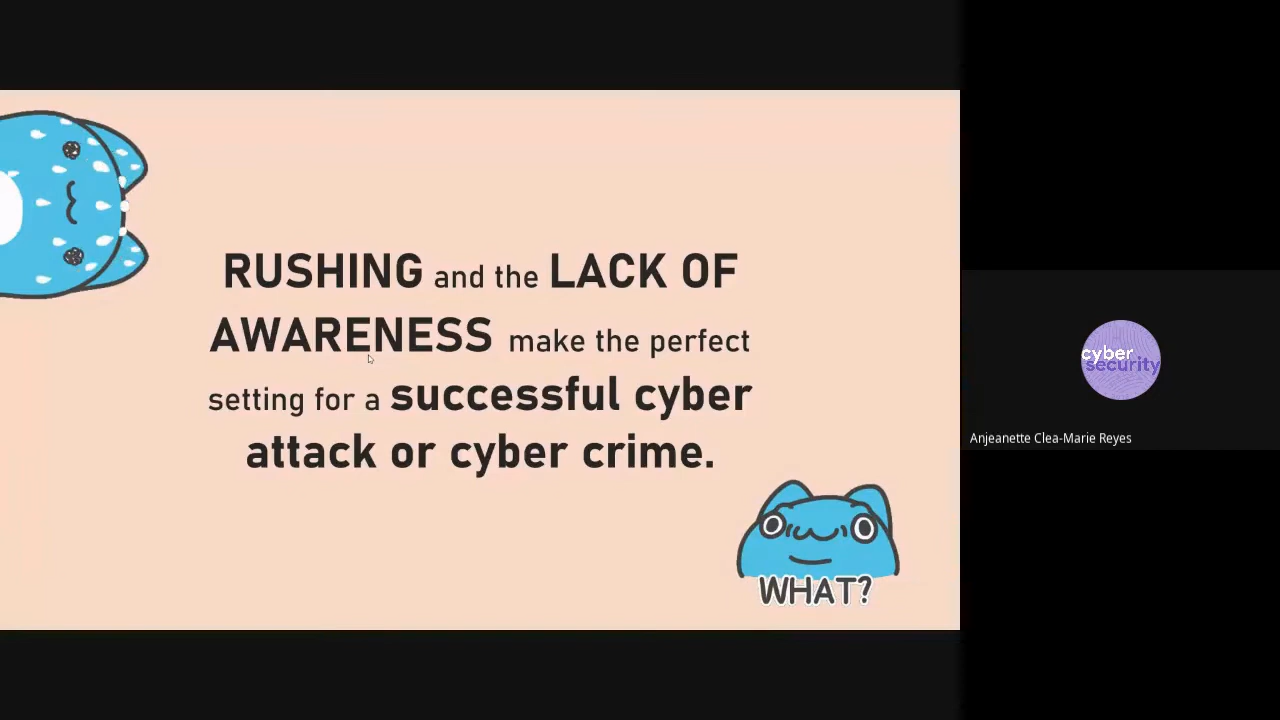 RUSHING and the LACK OF
AWARENESS make the perfect
setting for a successful cyber
attack or cyber crime.
WHAT?
cyber
security
Anjeanette Clea-Marie Reyes